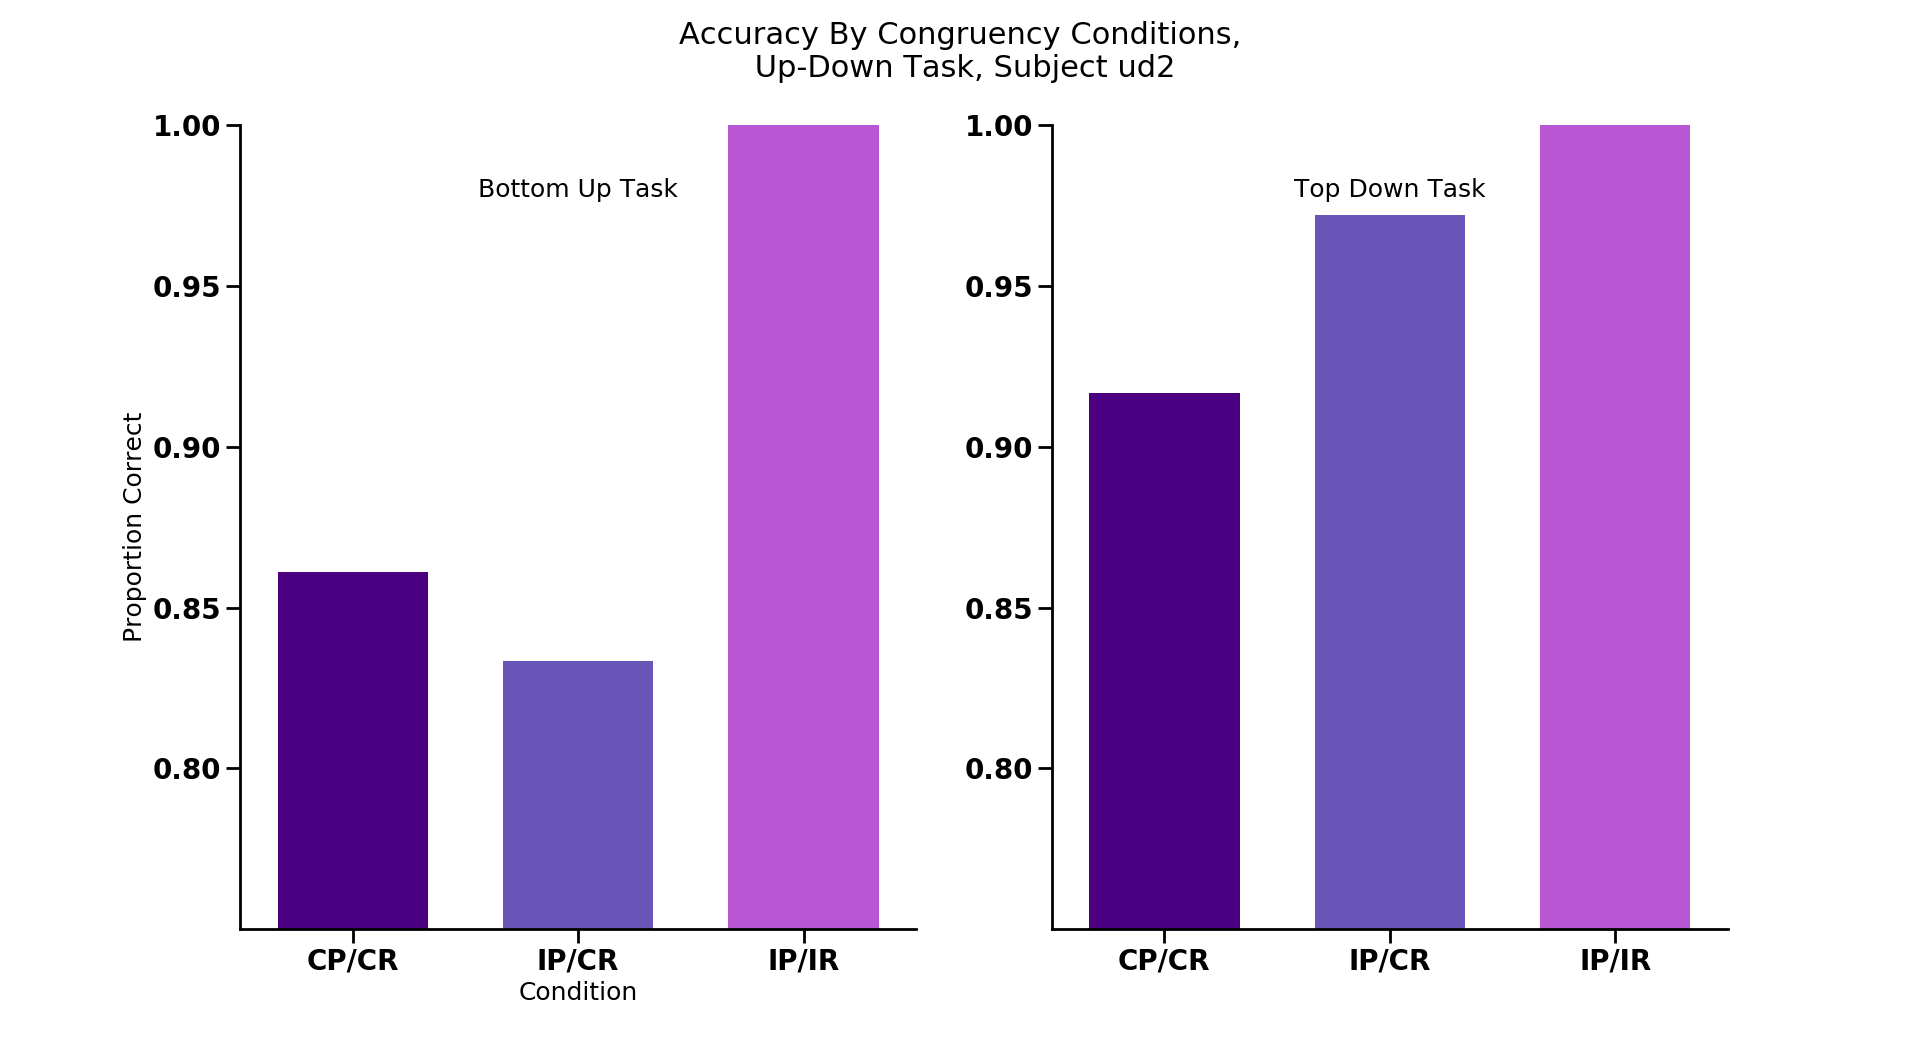 Accuracy By Congruency Conditions,
Up-Down Task, Subject ud2
Proportion Correct
1.00
0.95
0.90
0.85
0.80
Bottom Up Task
CP/CR IP/CR IP/IR
Condition
1.00
0.95
0.90
0.85
0.80
Top Down Task
CP/CR IP/CR IP/IR